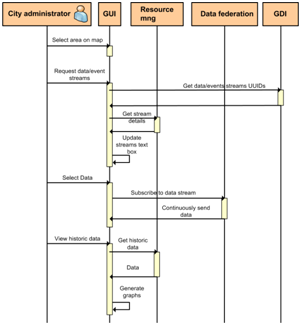 City administrator
GUI
Resource
mng
Data federation
GDI
Select area on map
Request data/event
streams
Get data/events streams UUIDs
Get stream
details
Update
streams text
box
Select Data
Subscribe to data stream
Continuously send
data
View historic data
Get historic
data
Data
Generate
graphs